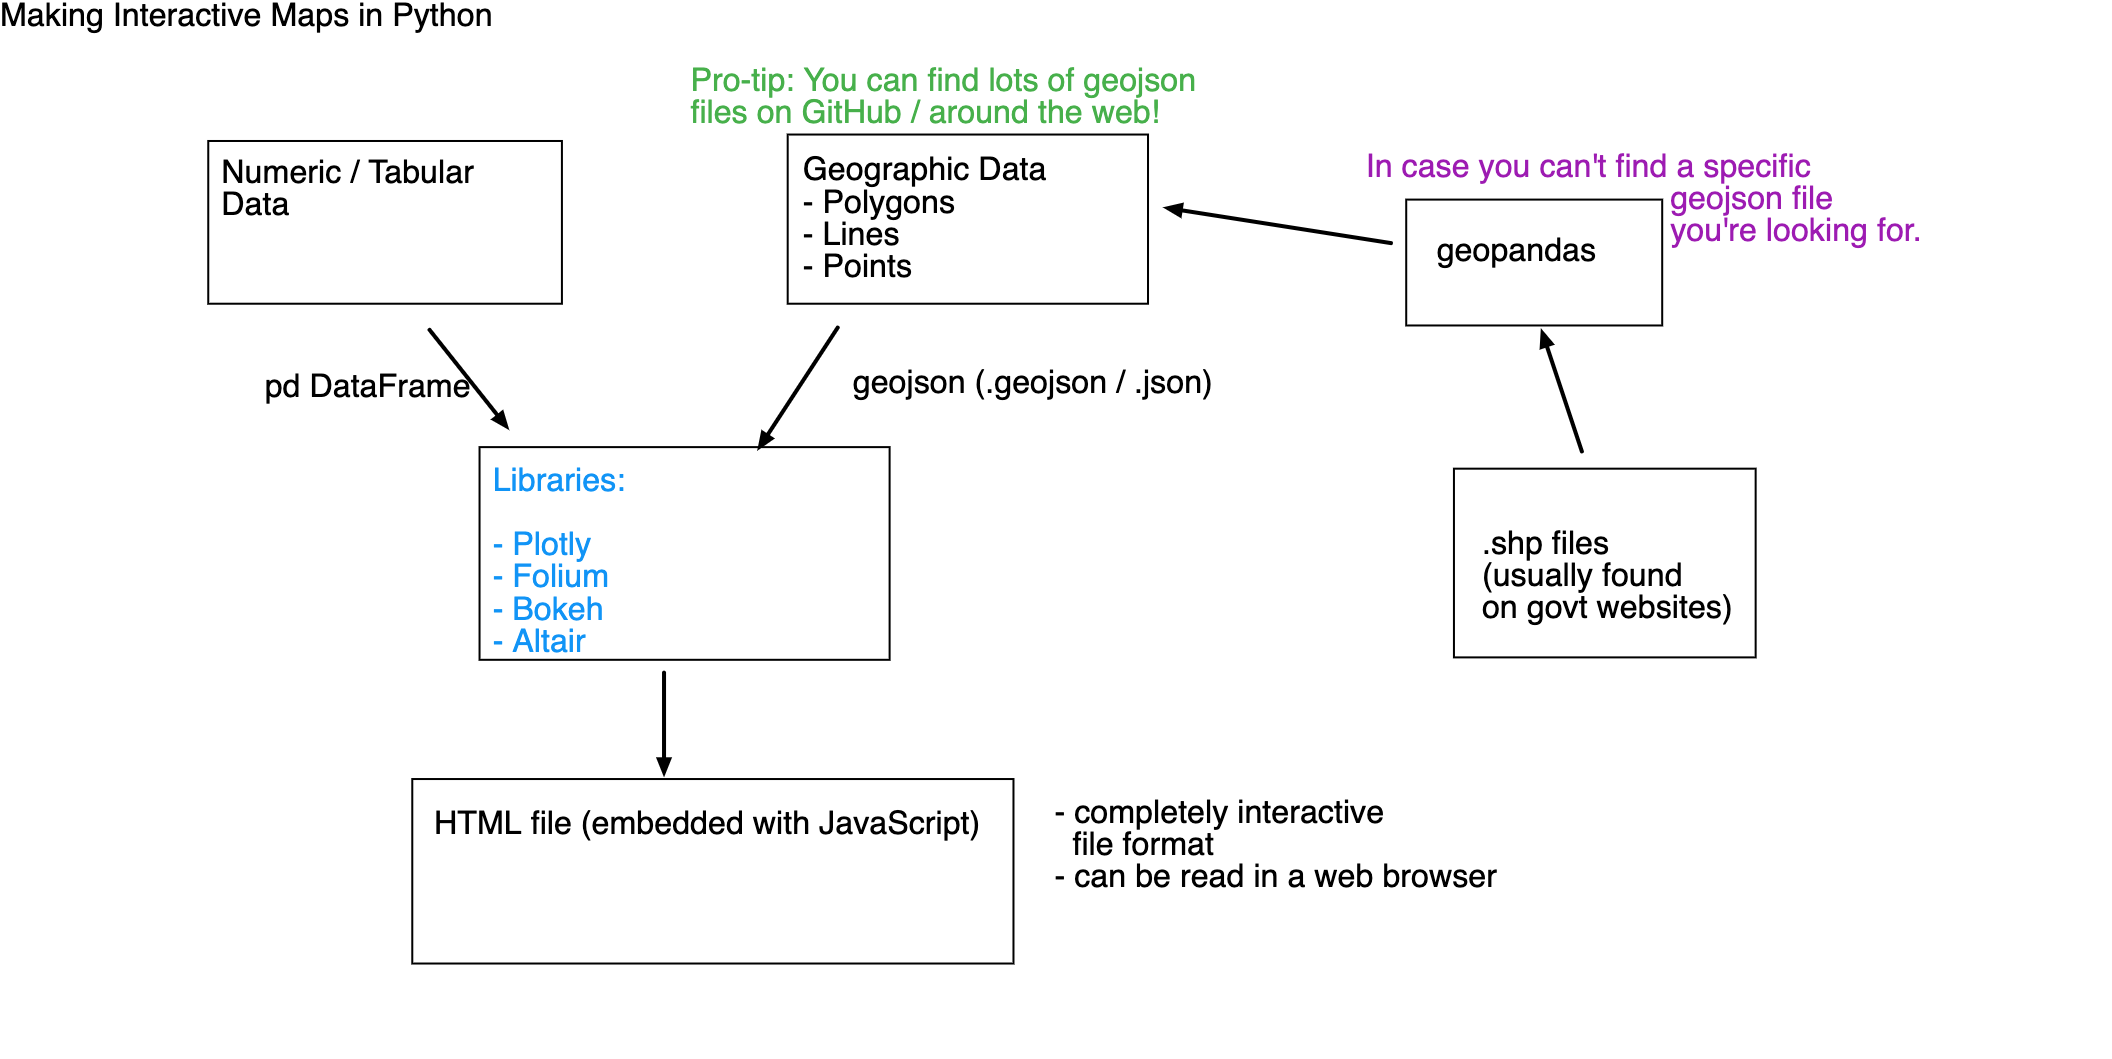 Making Interactive Maps in Python
Pro-tip: You can find lots of geojson
files on GitHub / around the web!
Numeric / Tabular
Data
Geographic Data
- Polygons
- Lines
- Points
In case you can't find a specific
geojson file
you're looking for.
geopandas
pd DataFrame
geojson (.geojson / .json)
Libraries:
- Plotly
- Folium
- Bokeh
- Altair
.shp files
(usually found
on govt websites)
HTML file (embedded with JavaScript)
- completely interactive
file format
- can be read in a web browser